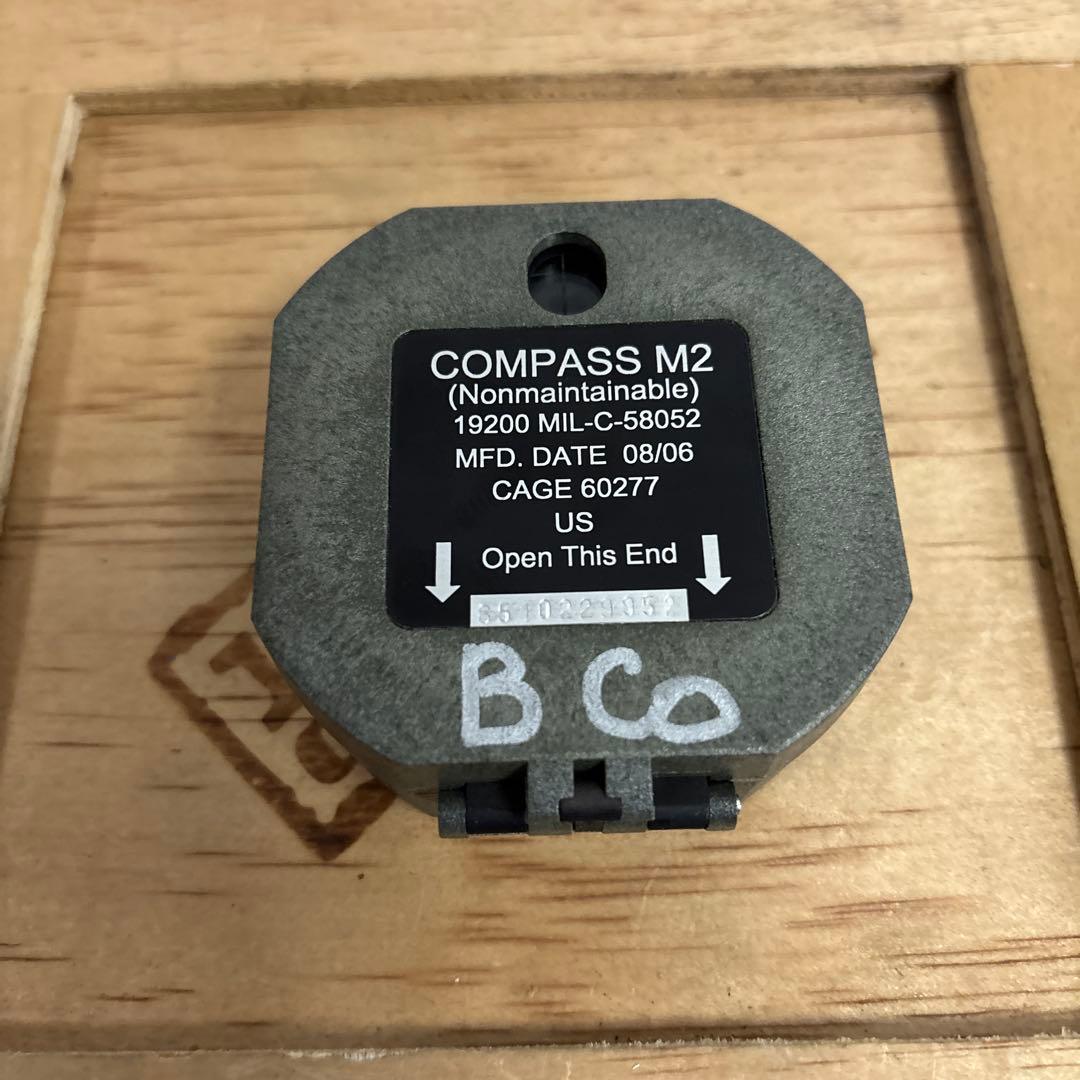 COMPASS M2
(Nonmaintainable)
19200 MIL-C-58052
MFD. DATE 08/06
CAGE 60277
US
Open This End
B Co